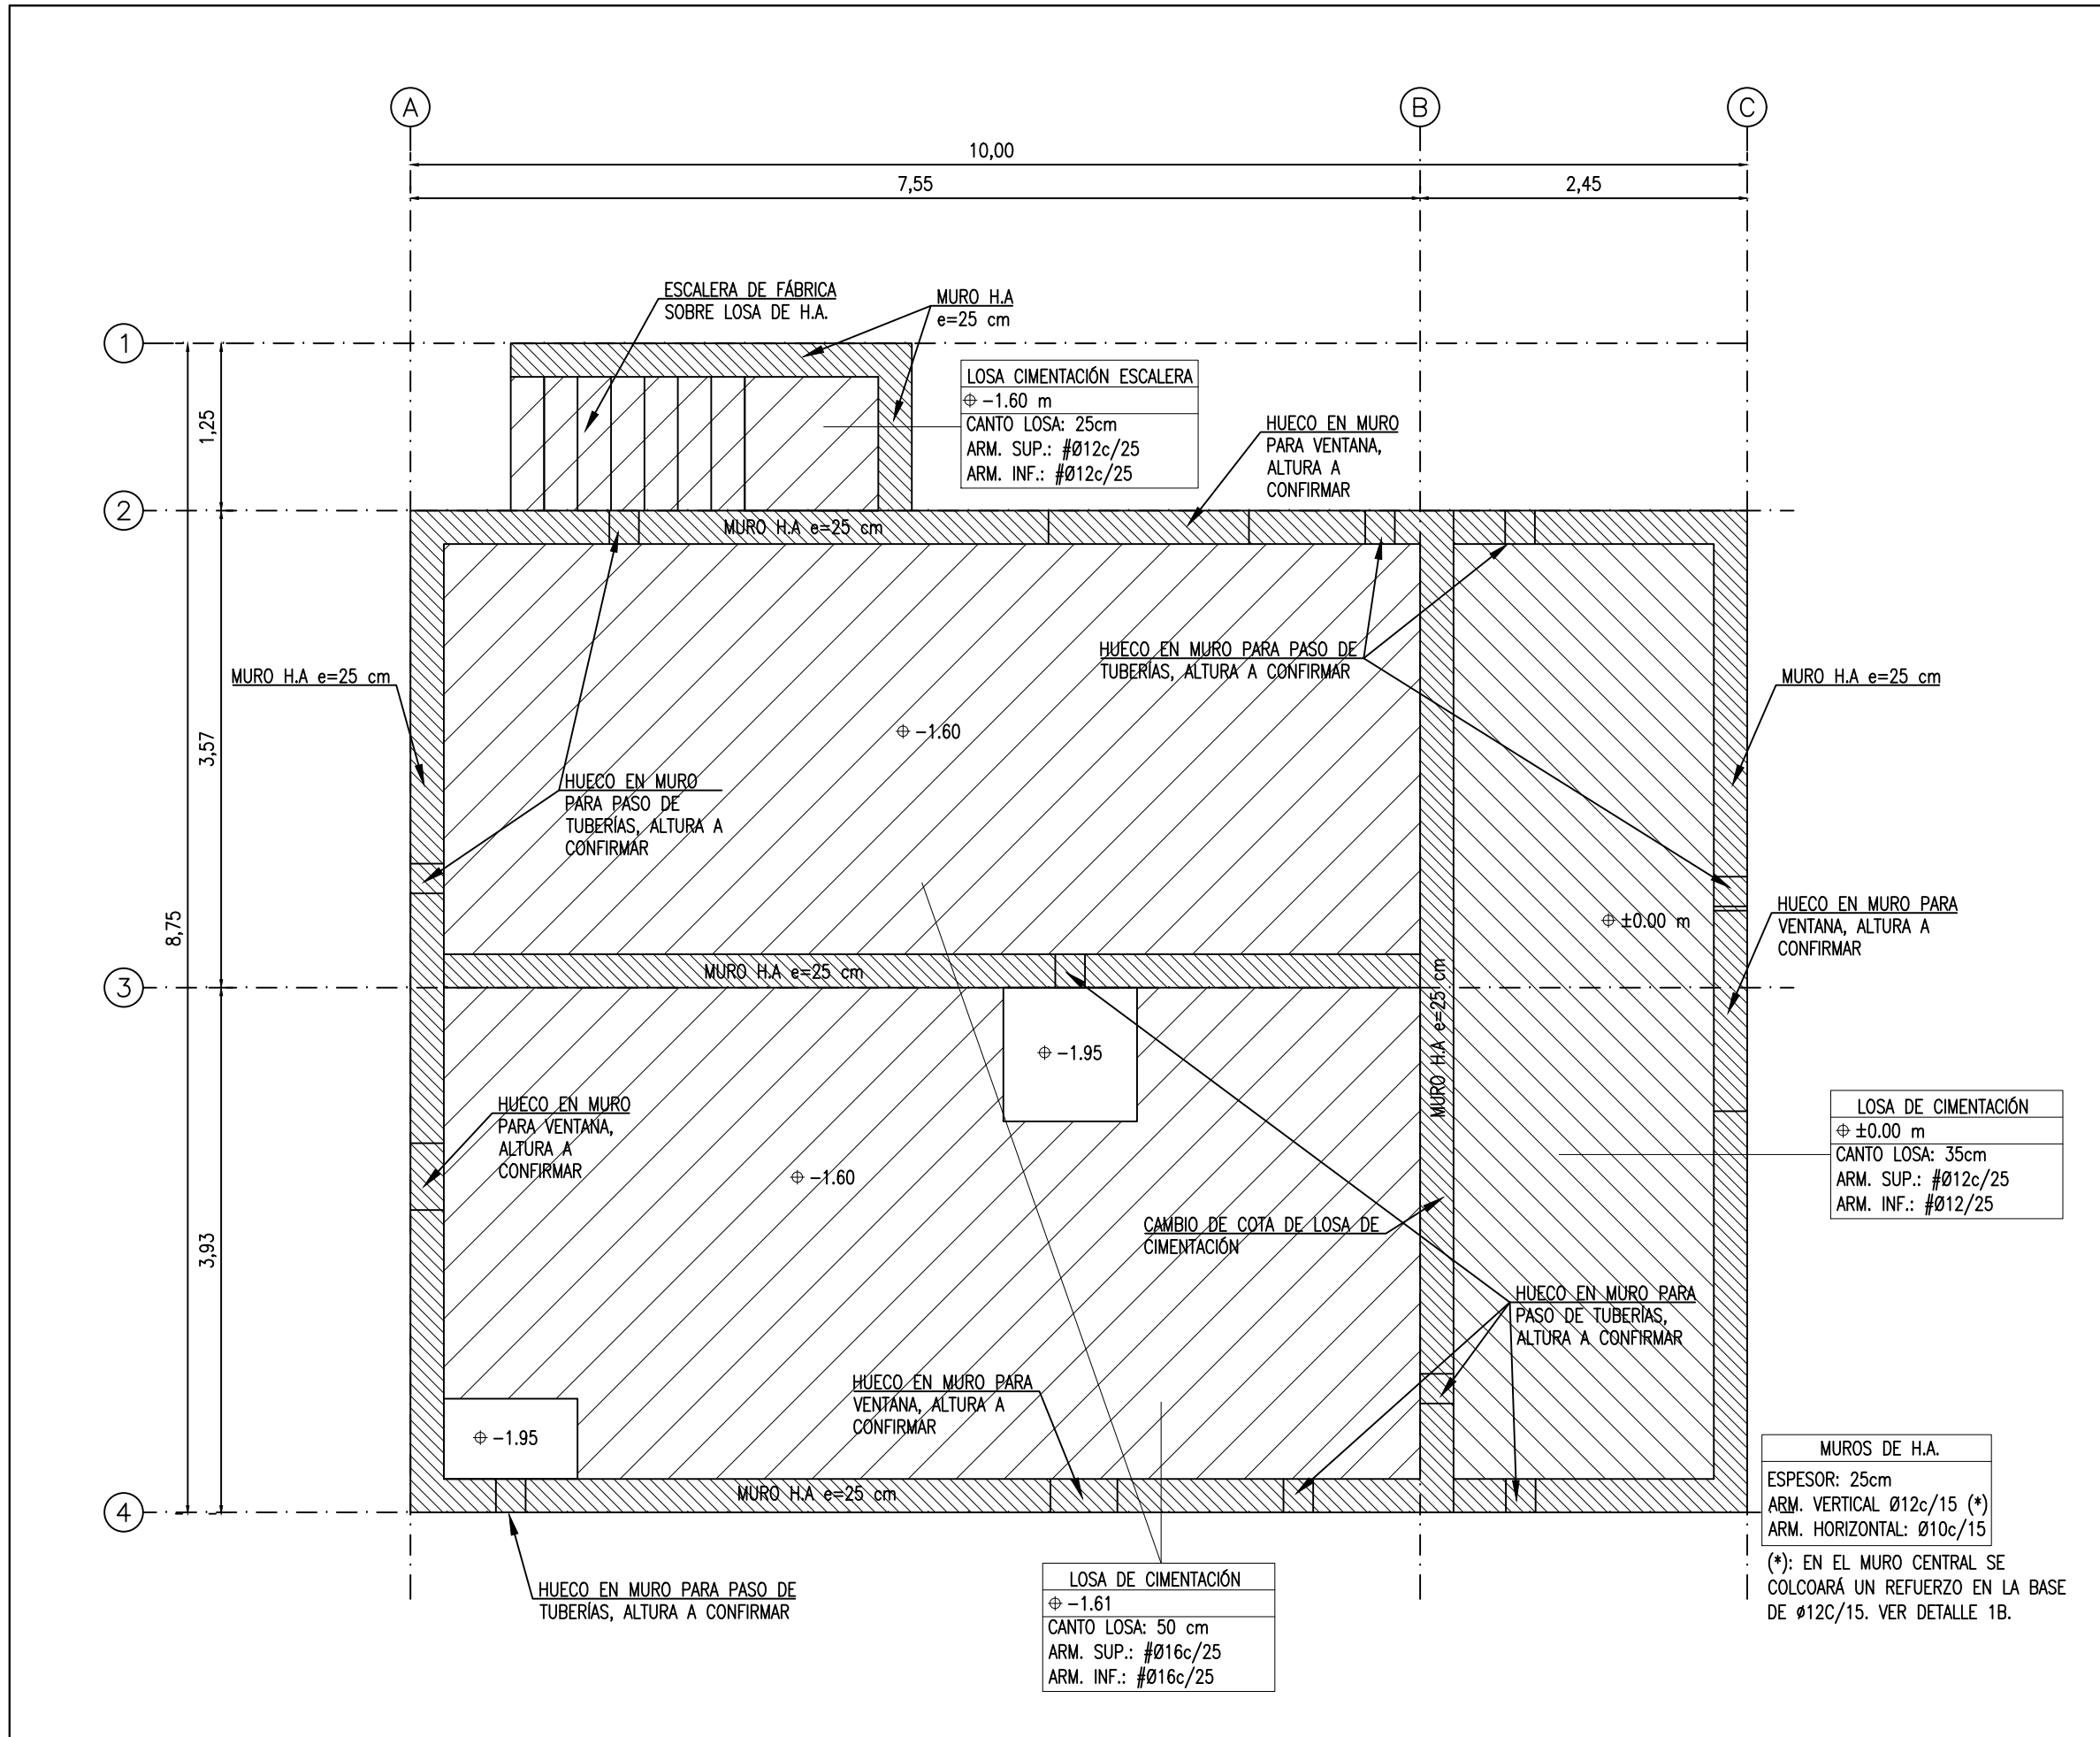 A
B
C
10,00
7,55
2,45
ESCALERA DE FÁBRICA
SOBRE LOSA DE H.A.
MURO H.A
e=25 cm
1
LOSA CIMENTACIÓN ESCALERA
-1.60 m
CANTO LOSA: 25cm
ARM. SUP.: #Ø12c/25
ARM. INF.: #Ø12c/25
1,25
HUECO EN MURO
PARA VENTANA,
ALTURA A
CONFIRMAR
2
MURO H.A e=25 cm
HUECO EN MURO PARA PASO DE
TUBERÍAS, ALTURA A CONFIRMAR
MURO H.A e=25 cm
MURO H.A e=25 cm
-1.60
3,57
HUECO EN MURO
PARA PASO DE
TUBERÍAS, ALTURA A
CONFIRMAR
8,75
±0.00 m
HUECO EN MURO PARA
VENTANA, ALTURA A
CONFIRMAR
3
MURO H.A e=25 cm
MURO H.A e=25 cm
-1.95
HUECO EN MURO
PARA VENTANA,
ALTURA A
CONFIRMAR
-1.60
LOSA DE CIMENTACIÓN
±0.00 m
CANTO LOSA: 35cm
ARM. SUP.: #Ø12c/25
ARM. INF.: #Ø12/25
3,93
CAMBIO DE COTA DE LOSA DE
CIMENTACIÓN
HUECO EN MURO PARA
PASO DE TUBERÍAS,
ALTURA A CONFIRMAR
HUECO EN MURO PARA
VENTANA, ALTURA A
CONFIRMAR
-1.95
4
MURO H.A e=25 cm
MUROS DE H.A.
ESPESOR: 25cm
ARM. VERTICAL Ø12c/15 (*)
ARM. HORIZONTAL: Ø10c/15
(*): EN EL MURO CENTRAL SE
COLCOARÁ UN REFUERZO EN LA BASE
DE ø12C/15. VER DETALLE 1B.
HUECO EN MURO PARA PASO DE
TUBERÍAS, ALTURA A CONFIRMAR
LOSA DE CIMENTACIÓN
-1.61
CANTO LOSA: 50 cm
ARM. SUP.: #Ø16c/25
ARM. INF.: #Ø16c/25